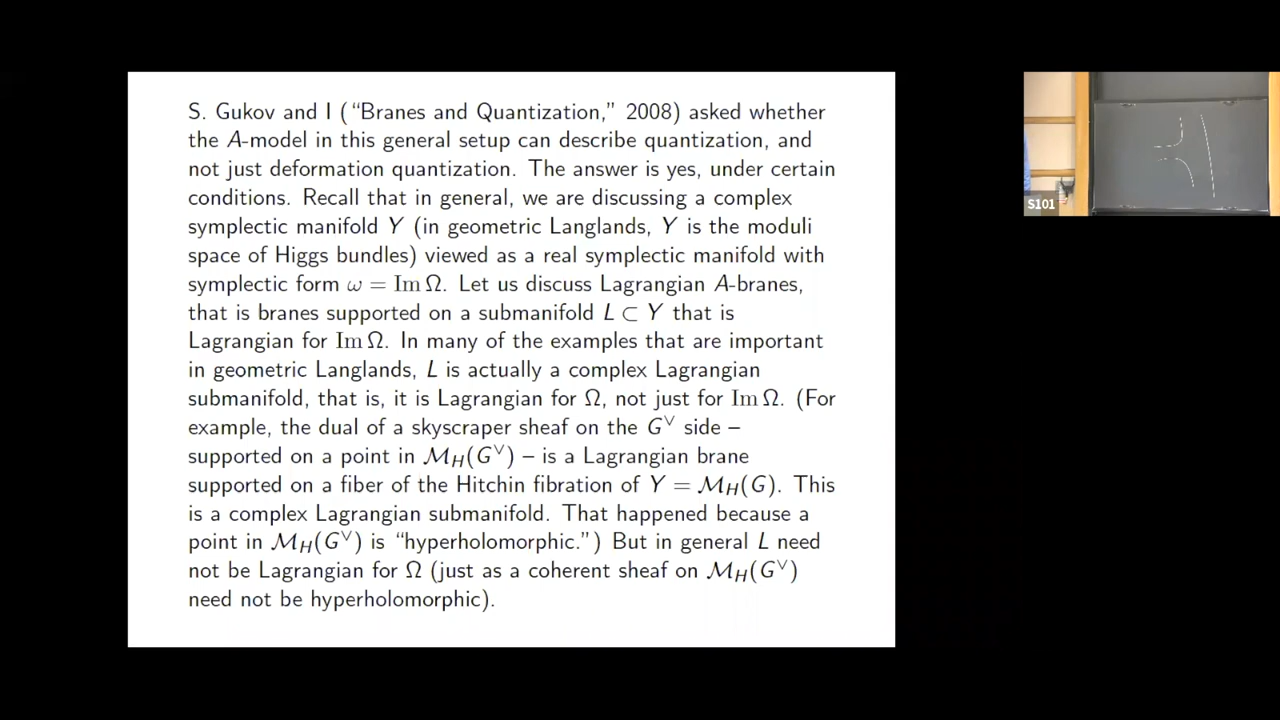 S. Gukov and I (“Branes and Quantization,” 2008) asked whether
the A-model in this general setup can describe quantization, and
not just deformation quantization. The answer is yes, under certain
conditions. Recall that in general, we are discussing a complex
symplectic manifold Y (in geometric Langlands, Y is the moduli
space of Higgs bundles) viewed as a real symplectic manifold with
symplectic form ω = Im Ω. Let us discuss Lagrangian A-branes,
that is branes supported on a submanifold L ⊂ Y that is
Lagrangian for Im Ω. In many of the examples that are important
in geometric Langlands, L is actually a complex Lagrangian
submanifold, that is, it is Lagrangian for Ω, not just for Im Ω. (For
example, the dual of a skyscraper sheaf on the G^∨ side –
supported on a point in ℳ_H(G^∨) – is a Lagrangian brane
supported on a fiber of the Hitchin fibration of Y = ℳ_H(G). This
is a complex Lagrangian submanifold. That happened because a
point in ℳ_H(G^∨) is “hyperholomorphic.”) But in general L need
not be Lagrangian for Ω (just as a coherent sheaf on ℳ_H(G^∨)
need not be hyperholomorphic).
S101